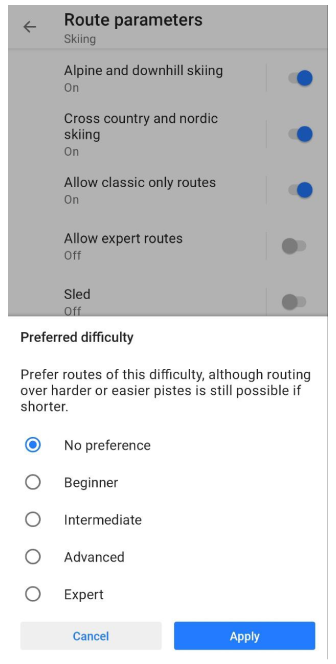 Route parameters
Skiing
Alpine and downhill skiing
On
Cross country and nordic
skiing
On
Allow classic only routes
On
Allow expert routes
Off
Sled
Off
Preferred difficulty
Prefer routes of this difficulty, although routing
over harder or easier pistes is still possible if
shorter.
No preference
Beginner
Intermediate
Advanced
Expert
Cancel
Apply